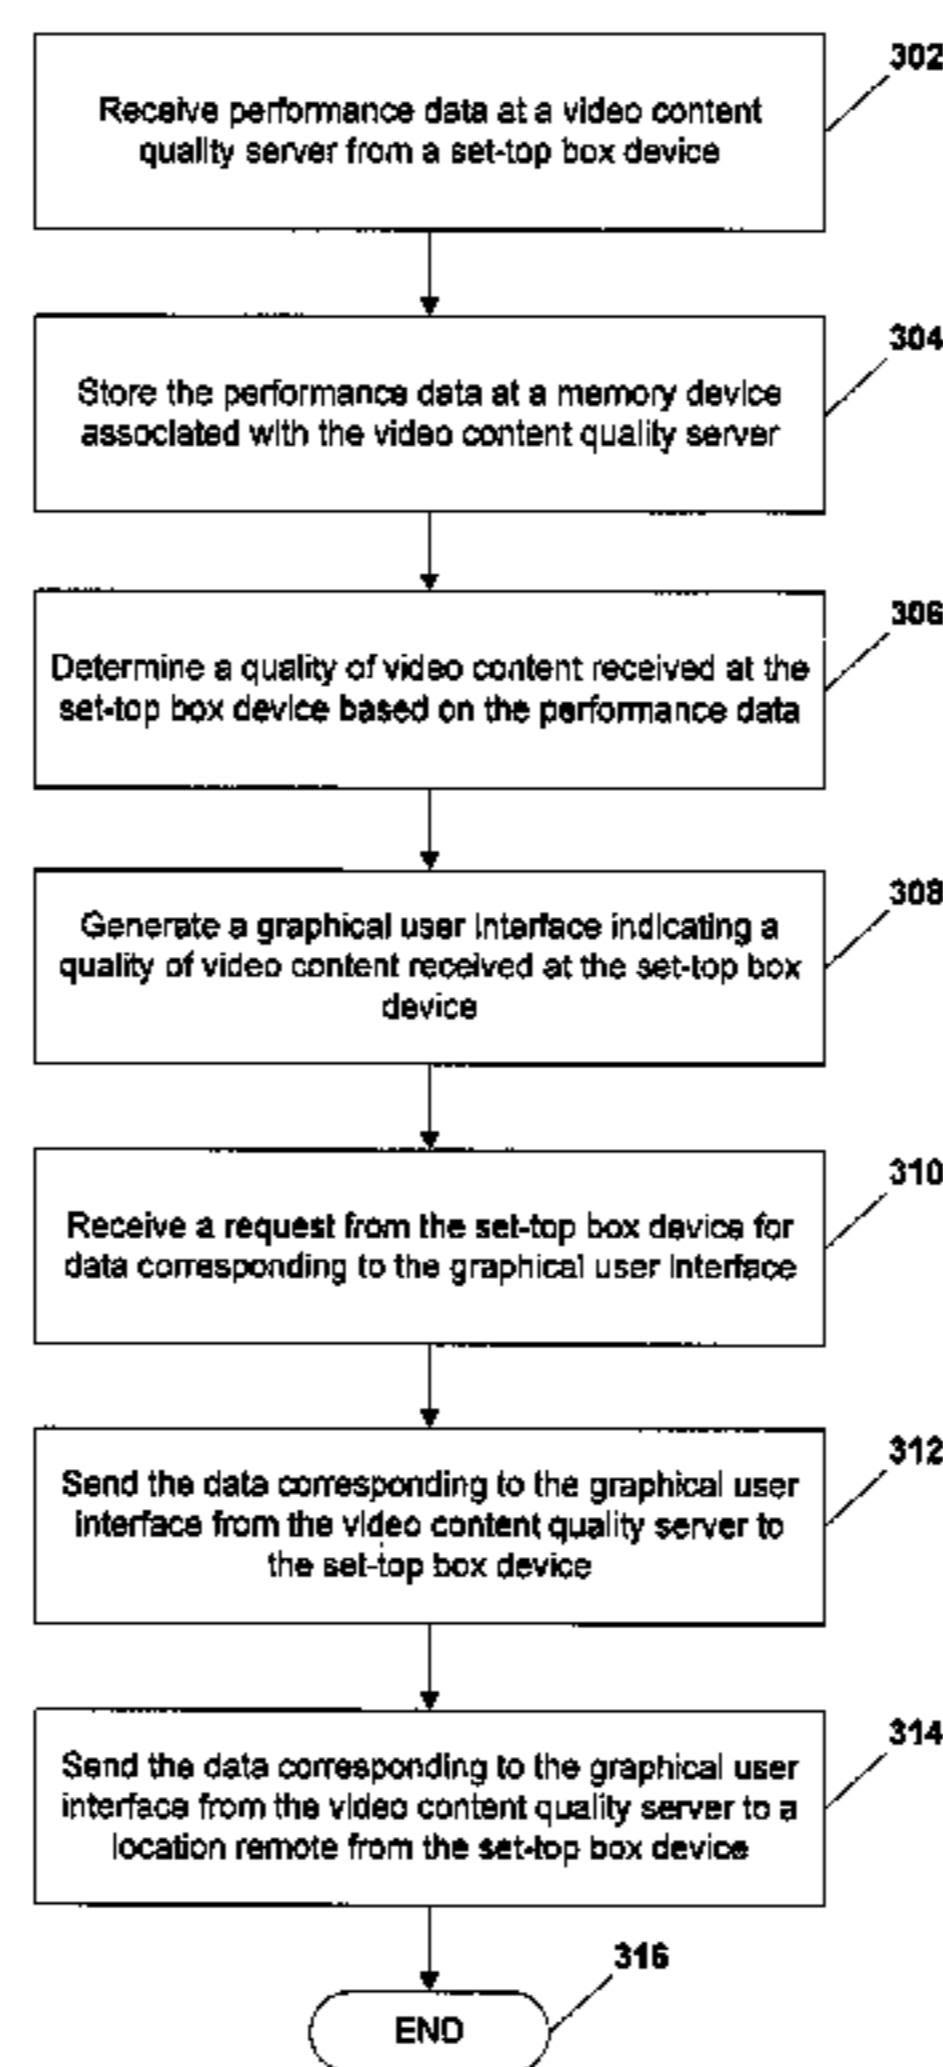 302
Receive performance data at a video content
quality server from a set-top box device
304
Store the performance data at a memory device
associated with the video content quality server
306
Determine a quality of video content received at the
set-top box device based on the performance data
308
Generate a graphical user interface indicating a
quality of video content received at the set-top box
device
310
Receive a request from the set-top box device for
data corresponding to the graphical user interface
312
Send the data corresponding to the graphical user
interface from the video content quality server to
the set-top box device
314
Send the data corresponding to the graphical user
interface from the video content quality server to a
location remote from the set-top box device
316
END